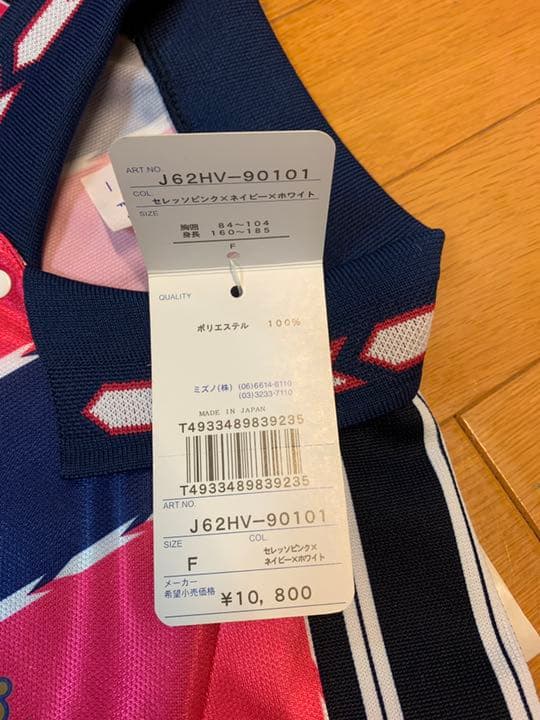 ART.NO.
J62HV-90101
COL.
セレッソピンク×ネイビー×ホワイト
SIZE
胸囲 84～104
身長 160～185
F
QUALITY
ポリエステル 100%
ミズノ(株) (06)6614-8110
(03)3233-7110
MADE IN JAPAN
T4933489839235
T4933489839235
ART.NO.
J62HV-90101
SIZE COL.
F セレッソピンク×
ネイビー×ホワイト
メーカー
希望小売価格 ¥10,800